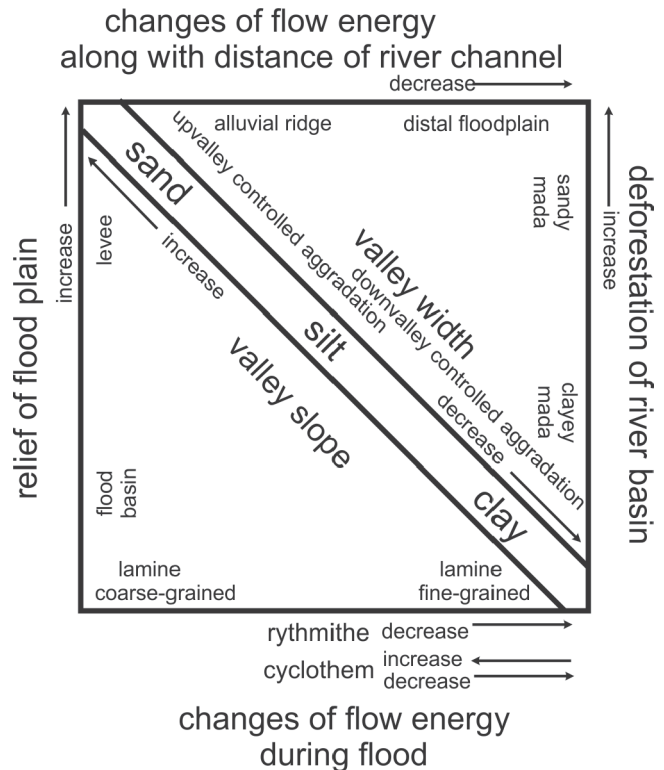 changes of flow energy
along with distance of river channel
decrease
alluvial ridge
distal floodplain
upvalley controlled aggradation
sand
levee
increase
relief of flood plain
increase
sandy
mada
increase
deforestation of river basin
valley width
downvalley controlled aggradation
silt
valley slope
decrease
clayey
mada
clay
flood
basin
lamine
coarse-grained
lamine
fine-grained
rythmithe decrease
cyclothem increase
decrease
changes of flow energy
during flood